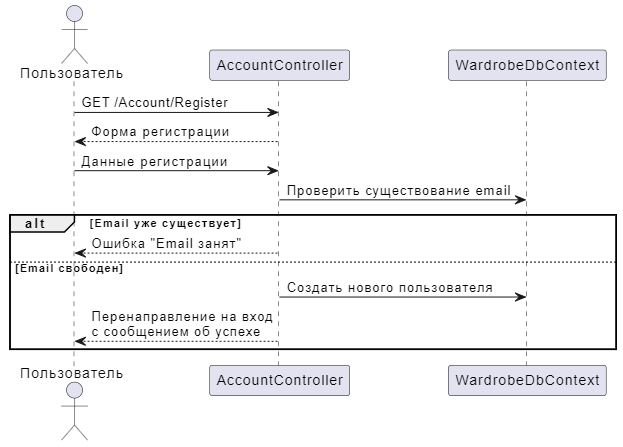 Пользователь
AccountController
WardrobeDbContext
GET /Account/Register
Форма регистрации
Данные регистрации
Проверить существование email
alt
[Email уже существует]
Ошибка "Email занят"
[Email свободен]
Создать нового пользователя
Перенаправление на вход
с сообщением об успехе
Пользователь
AccountController
WardrobeDbContext